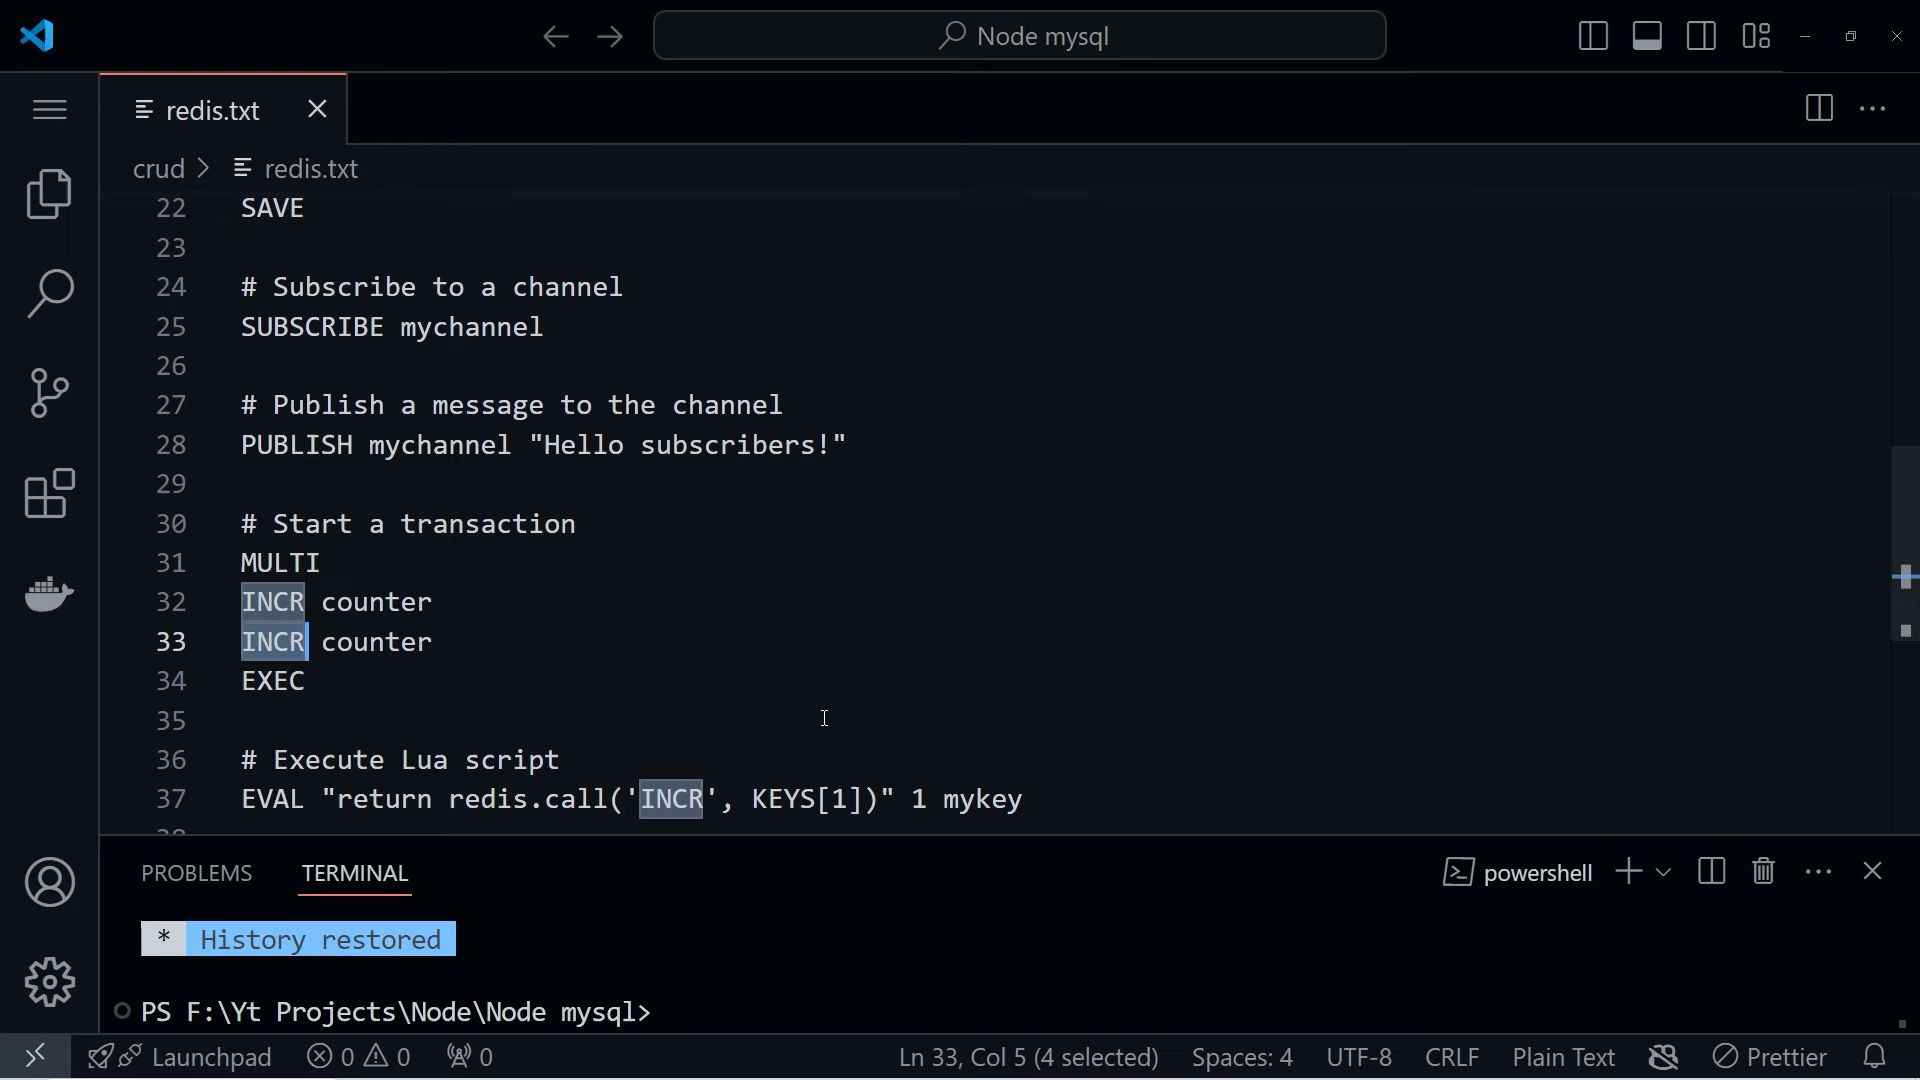 Node mysql
redis.txt
crud > redis.txt
22 SAVE
23
24 # Subscribe to a channel
25 SUBSCRIBE mychannel
26
27 # Publish a message to the channel
28 PUBLISH mychannel "Hello subscribers!"
29
30 # Start a transaction
31 MULTI
32 INCR counter
33 INCR counter
34 EXEC
35
36 # Execute Lua script
37 EVAL "return redis.call('INCR', KEYS[1])" 1 mykey
PROBLEMS TERMINAL powershell
* History restored
PS F:\Yt Projects\Node\Node mysql>
Launchpad 0 0 0 Ln 33, Col 5 (4 selected) Spaces: 4 UTF-8 CRLF Plain Text Prettier